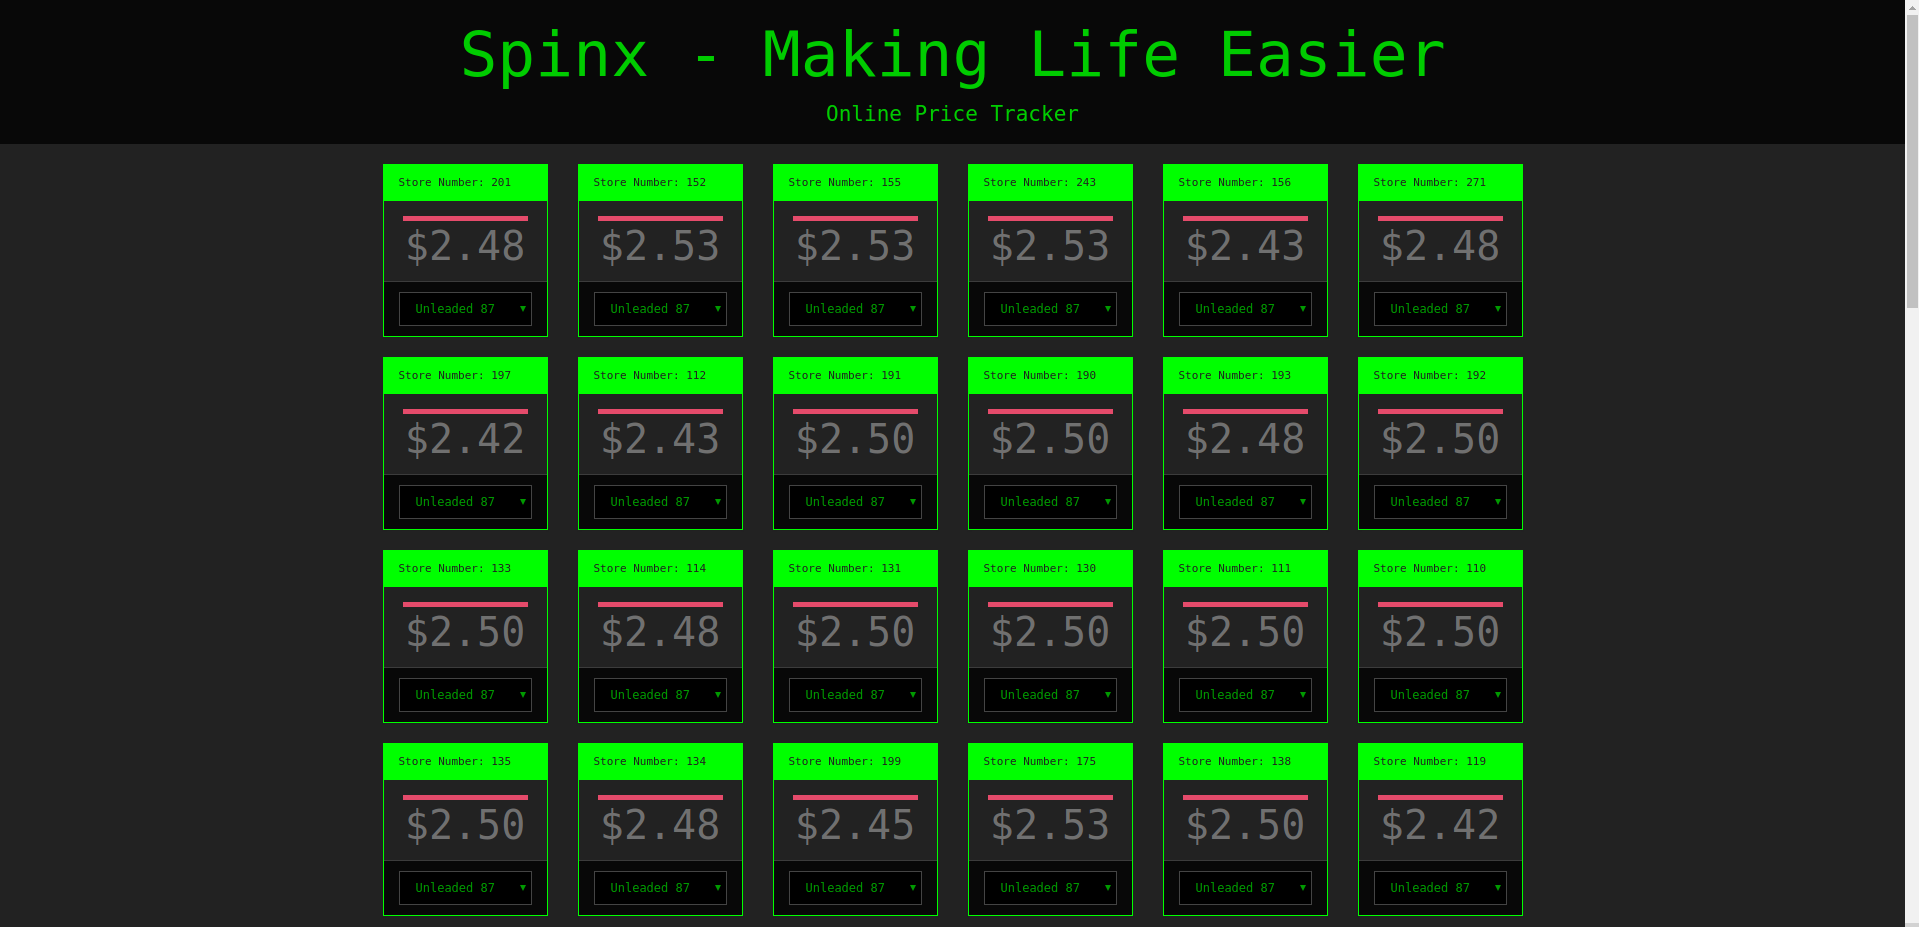 Spinx - Making Life Easier
Online Price Tracker
Store Number: 201
$2.48
Unleaded 87
Store Number: 152
$2.53
Unleaded 87
Store Number: 155
$2.53
Unleaded 87
Store Number: 243
$2.53
Unleaded 87
Store Number: 156
$2.43
Unleaded 87
Store Number: 271
$2.48
Unleaded 87
Store Number: 197
$2.42
Unleaded 87
Store Number: 112
$2.43
Unleaded 87
Store Number: 191
$2.50
Unleaded 87
Store Number: 190
$2.50
Unleaded 87
Store Number: 193
$2.48
Unleaded 87
Store Number: 192
$2.50
Unleaded 87
Store Number: 133
$2.50
Unleaded 87
Store Number: 114
$2.48
Unleaded 87
Store Number: 131
$2.50
Unleaded 87
Store Number: 130
$2.50
Unleaded 87
Store Number: 111
$2.50
Unleaded 87
Store Number: 110
$2.50
Unleaded 87
Store Number: 135
$2.50
Unleaded 87
Store Number: 134
$2.48
Unleaded 87
Store Number: 199
$2.45
Unleaded 87
Store Number: 175
$2.53
Unleaded 87
Store Number: 138
$2.50
Unleaded 87
Store Number: 119
$2.42
Unleaded 87